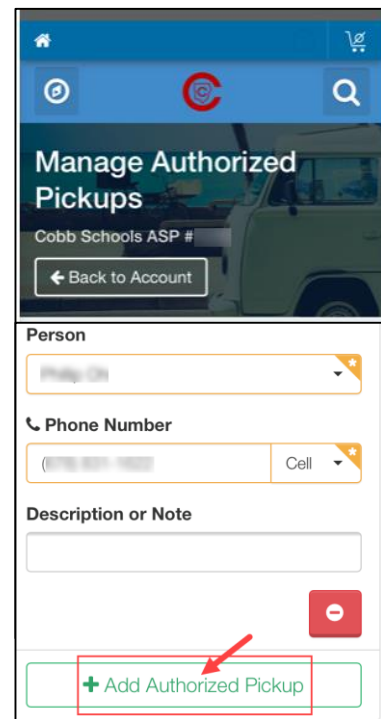 Manage Authorized
Pickups
Cobb Schools ASP #
Back to Account
Person
Phone Number
(
Cell
Description or Note
+ Add Authorized Pickup